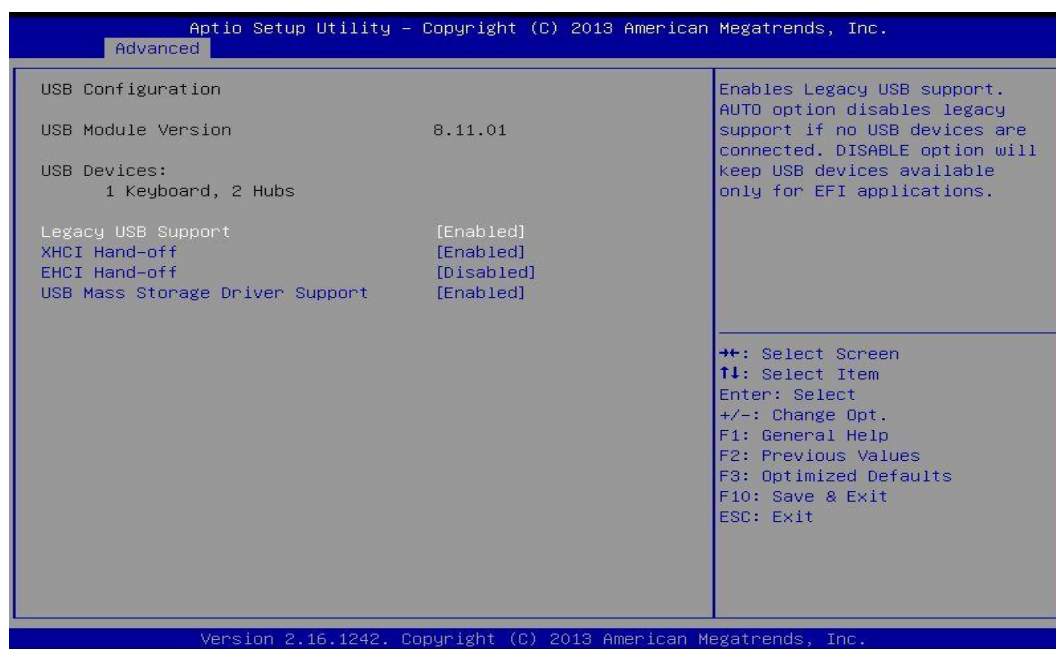 Aptio Setup Utility – Copyright (C) 2013 American Megatrends, Inc.
Advanced
USB Configuration
USB Module Version 8.11.01
USB Devices:
1 Keyboard, 2 Hubs
Legacy USB Support [Enabled]
XHCI Hand-off [Enabled]
EHCI Hand-off [Disabled]
USB Mass Storage Driver Support [Enabled]
Enables Legacy USB support.
AUTO option disables legacy
support if no USB devices are
connected. DISABLE option will
keep USB devices available
only for EFI applications.
→←: Select Screen
↑↓: Select Item
Enter: Select
+/-: Change Opt.
F1: General Help
F2: Previous Values
F3: Optimized Defaults
F10: Save & Exit
ESC: Exit
Version 2.16.1242. Copyright (C) 2013 American Megatrends, Inc.